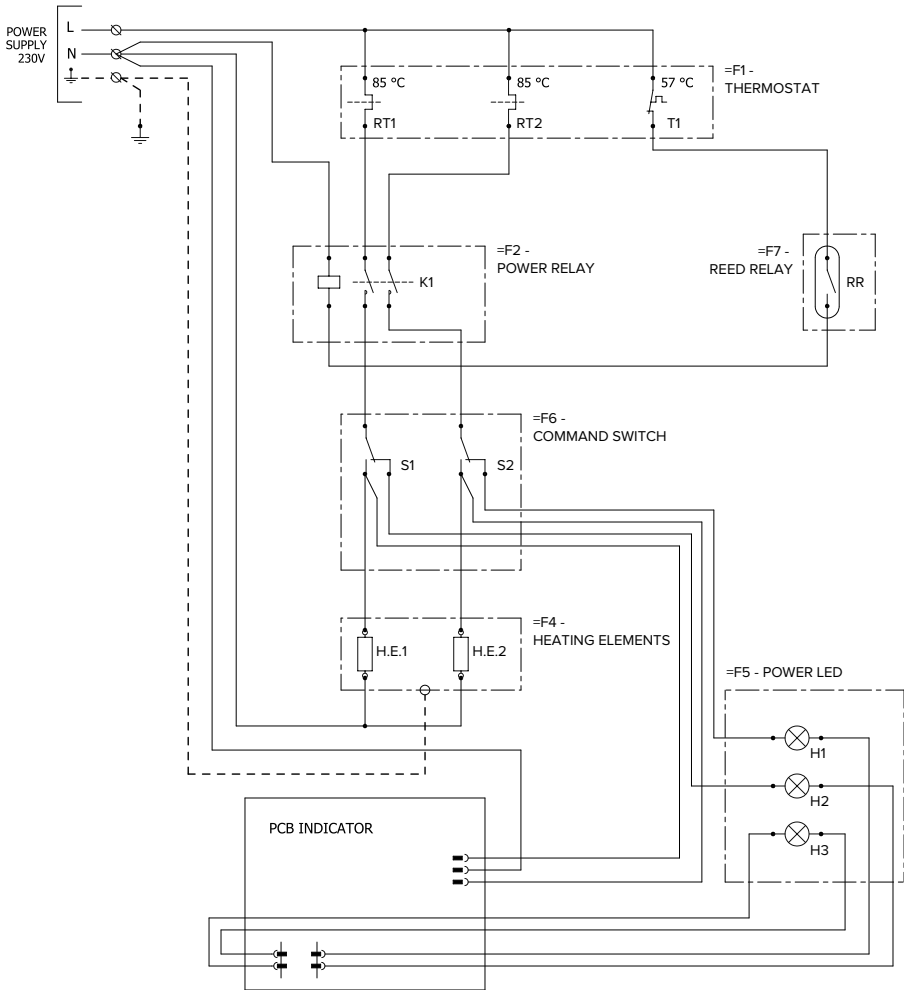 POWER
SUPPLY
230V
L
N
85 °C
85 °C
57 °C
=F1 -
THERMOSTAT
RT1
RT2
T1
=F2 -
POWER RELAY
K1
=F7 -
REED RELAY
RR
=F6 -
COMMAND SWITCH
S1
S2
=F4 -
HEATING ELEMENTS
H.E.1
H.E.2
=F5 - POWER LED
H1
H2
H3
PCB INDICATOR